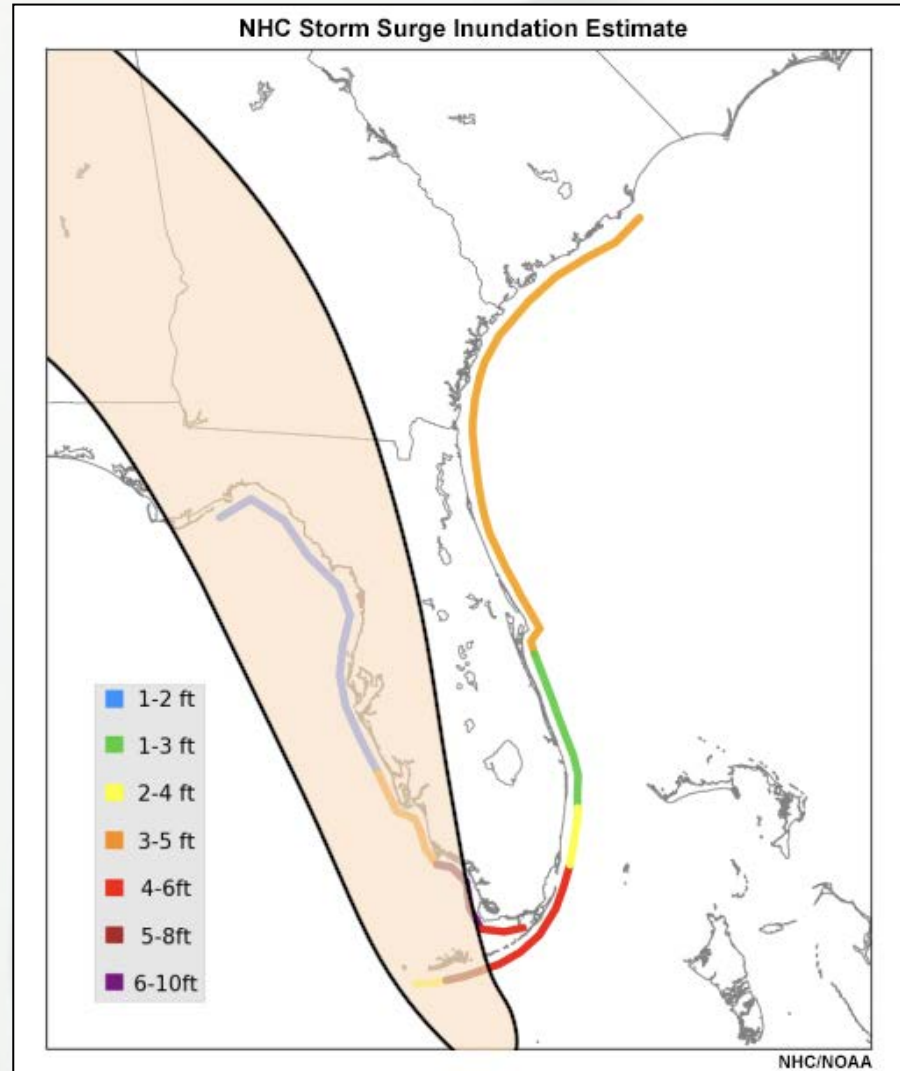 NHC Storm Surge Inundation Estimate
1-2 ft
1-3 ft
2-4 ft
3-5 ft
4-6ft
5-8ft
6-10ft
NHC/NOAA